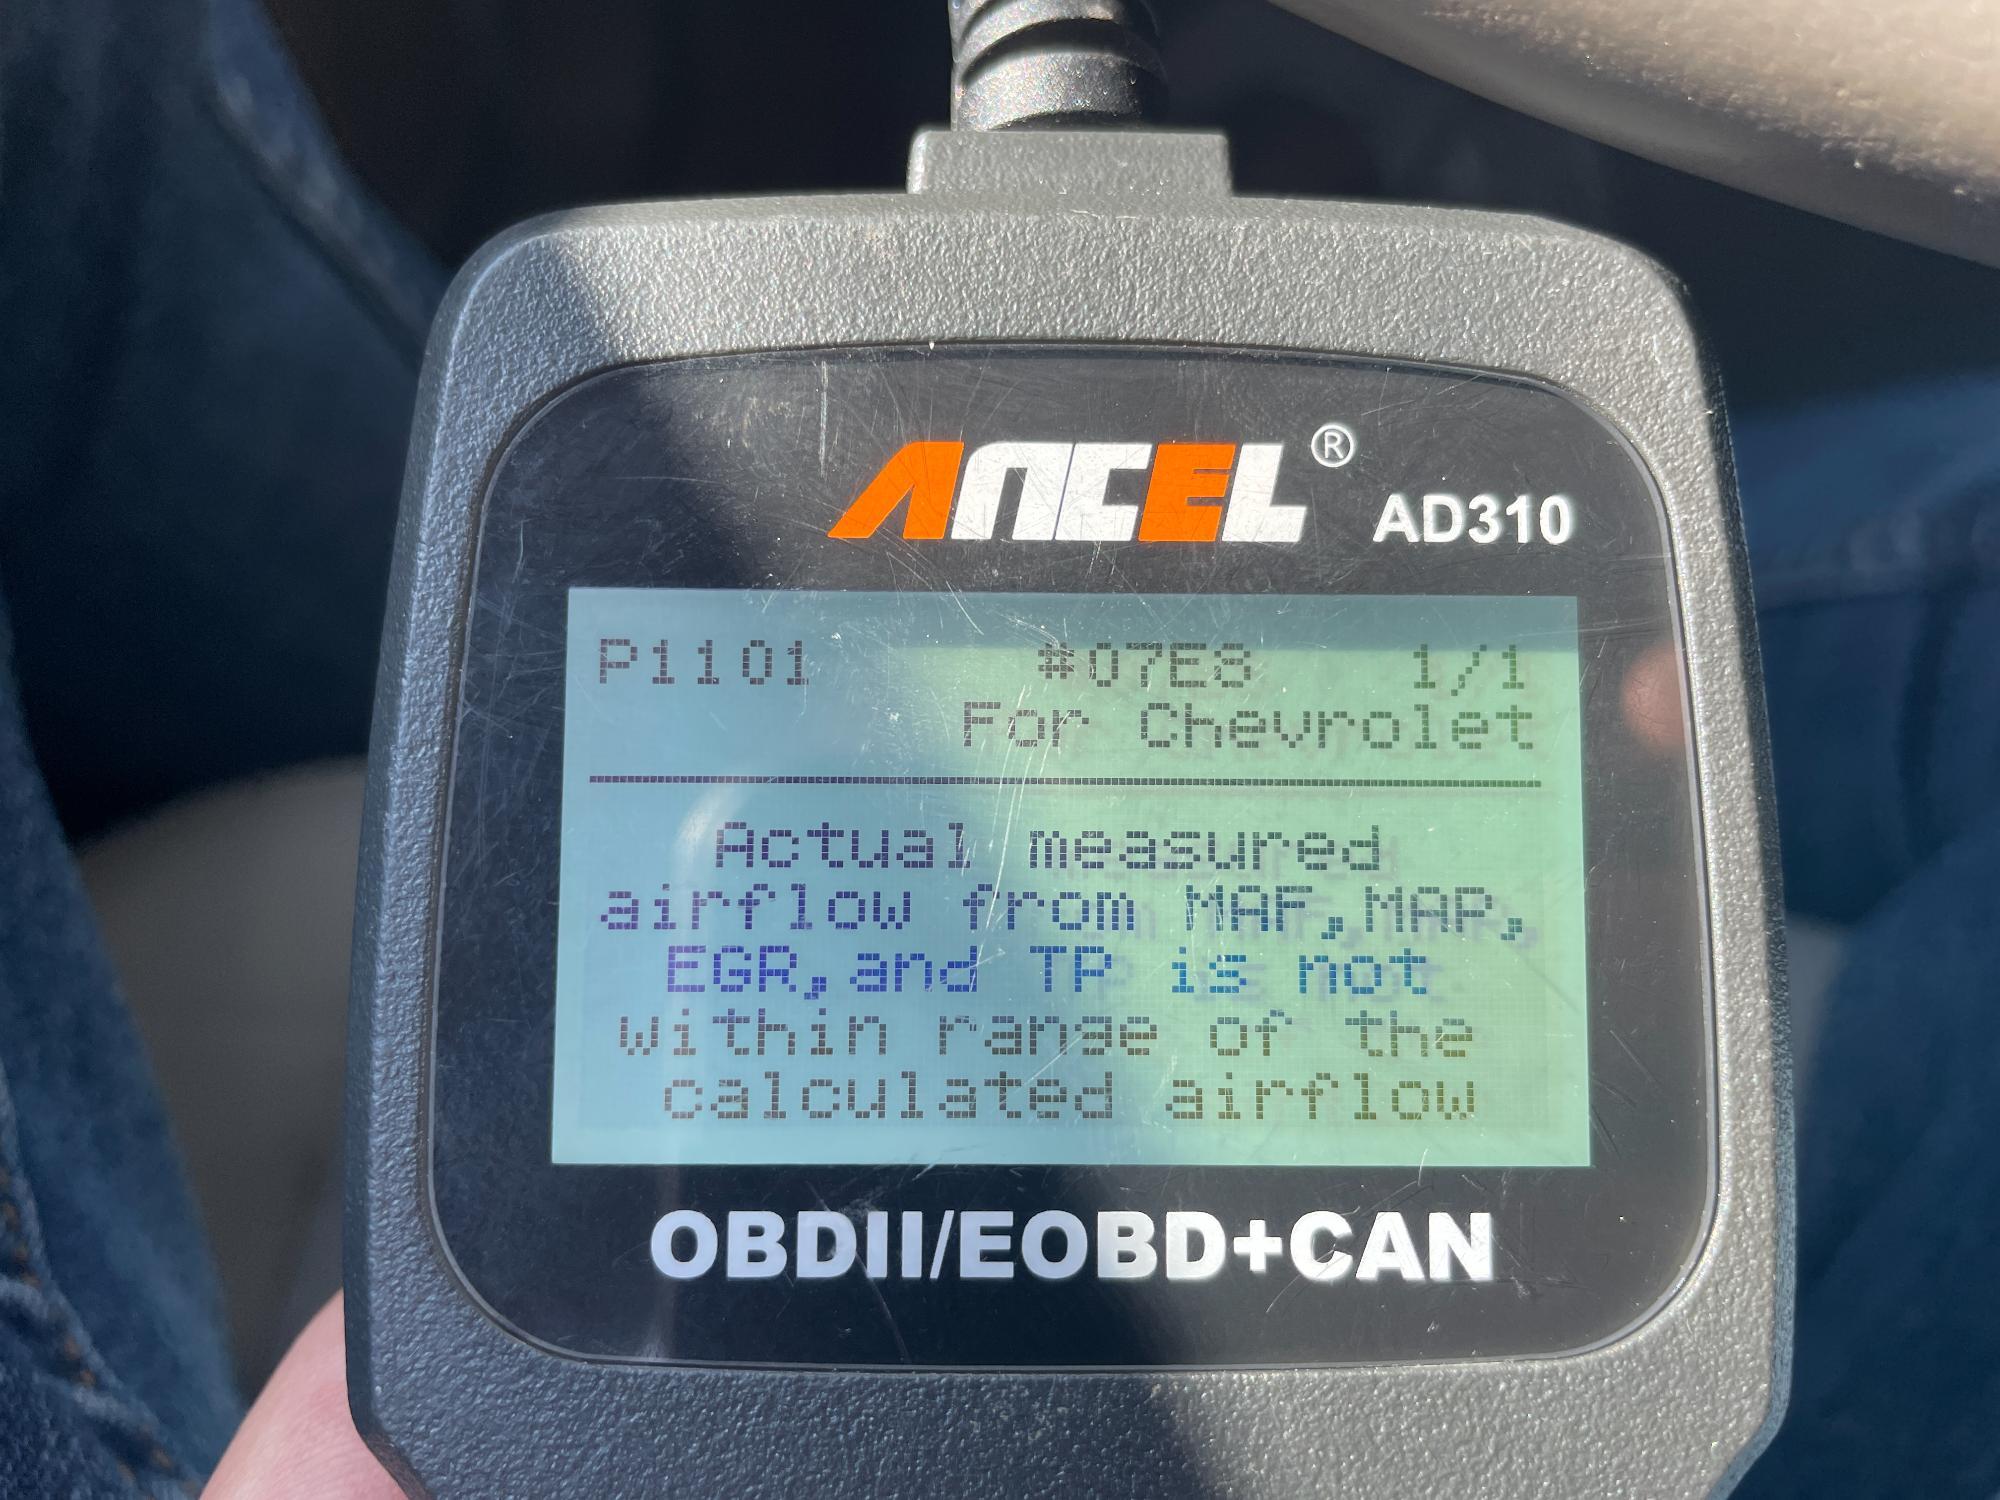 ANCEL® AD310
P1101 #07E8 1/1
For Chevrolet
Actual measured
airflow from MAF,MAP,
EGR,and TP is not
within range of the
calculated airflow
OBDII/EOBD+CAN